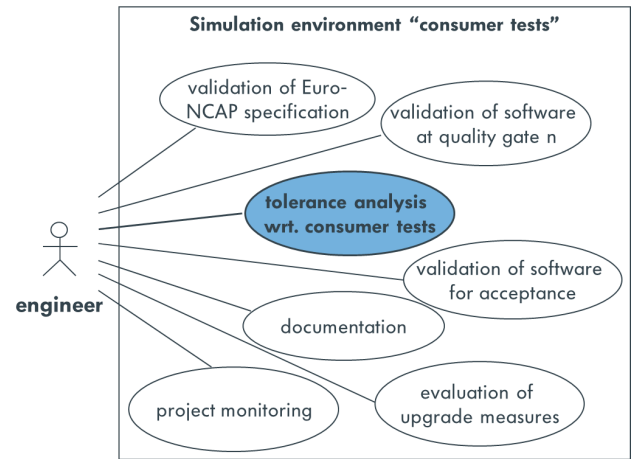 Simulation environment “consumer tests”
validation of Euro-
NCAP specification
validation of software
at quality gate n
tolerance analysis
wrt. consumer tests
validation of software
for acceptance
engineer
documentation
evaluation of
upgrade measures
project monitoring